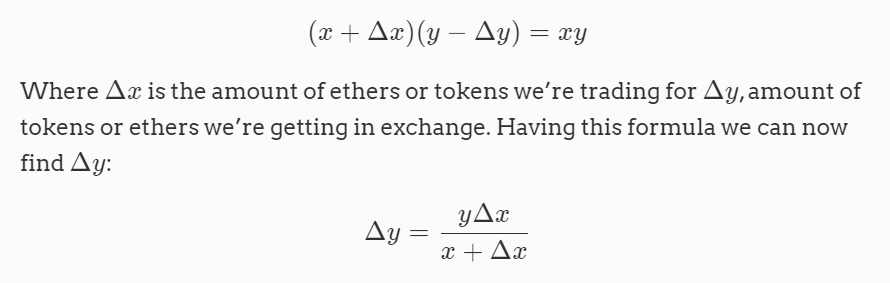 (x + Δx)(y − Δy) = xy
Where Δx is the amount of ethers or tokens we’re trading for Δy, amount of
tokens or ethers we’re getting in exchange. Having this formula we can now
find Δy:
Δy = yΔx / x + Δx